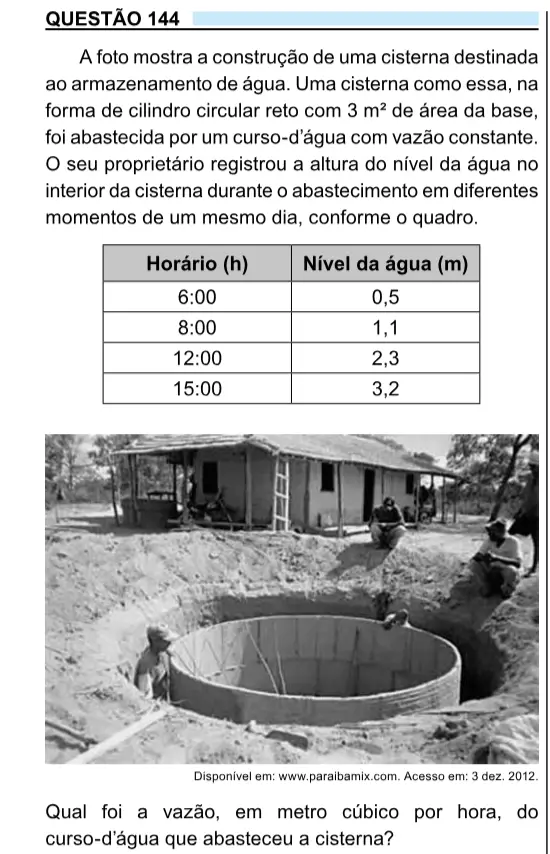 QUESTÃO 144
A foto mostra a construção de uma cisterna destinada
ao armazenamento de água. Uma cisterna como essa, na
forma de cilindro circular reto com 3 m² de área da base,
foi abastecida por um curso-d’água com vazão constante.
O seu proprietário registrou a altura do nível da água no
interior da cisterna durante o abastecimento em diferentes
momentos de um mesmo dia, conforme o quadro.
Horário (h) Nível da água (m)
6:00 0,5
8:00 1,1
12:00 2,3
15:00 3,2
Disponível em: www.paraibamix.com. Acesso em: 3 dez. 2012.
Qual foi a vazão, em metro cúbico por hora, do
curso-d’água que abasteceu a cisterna?